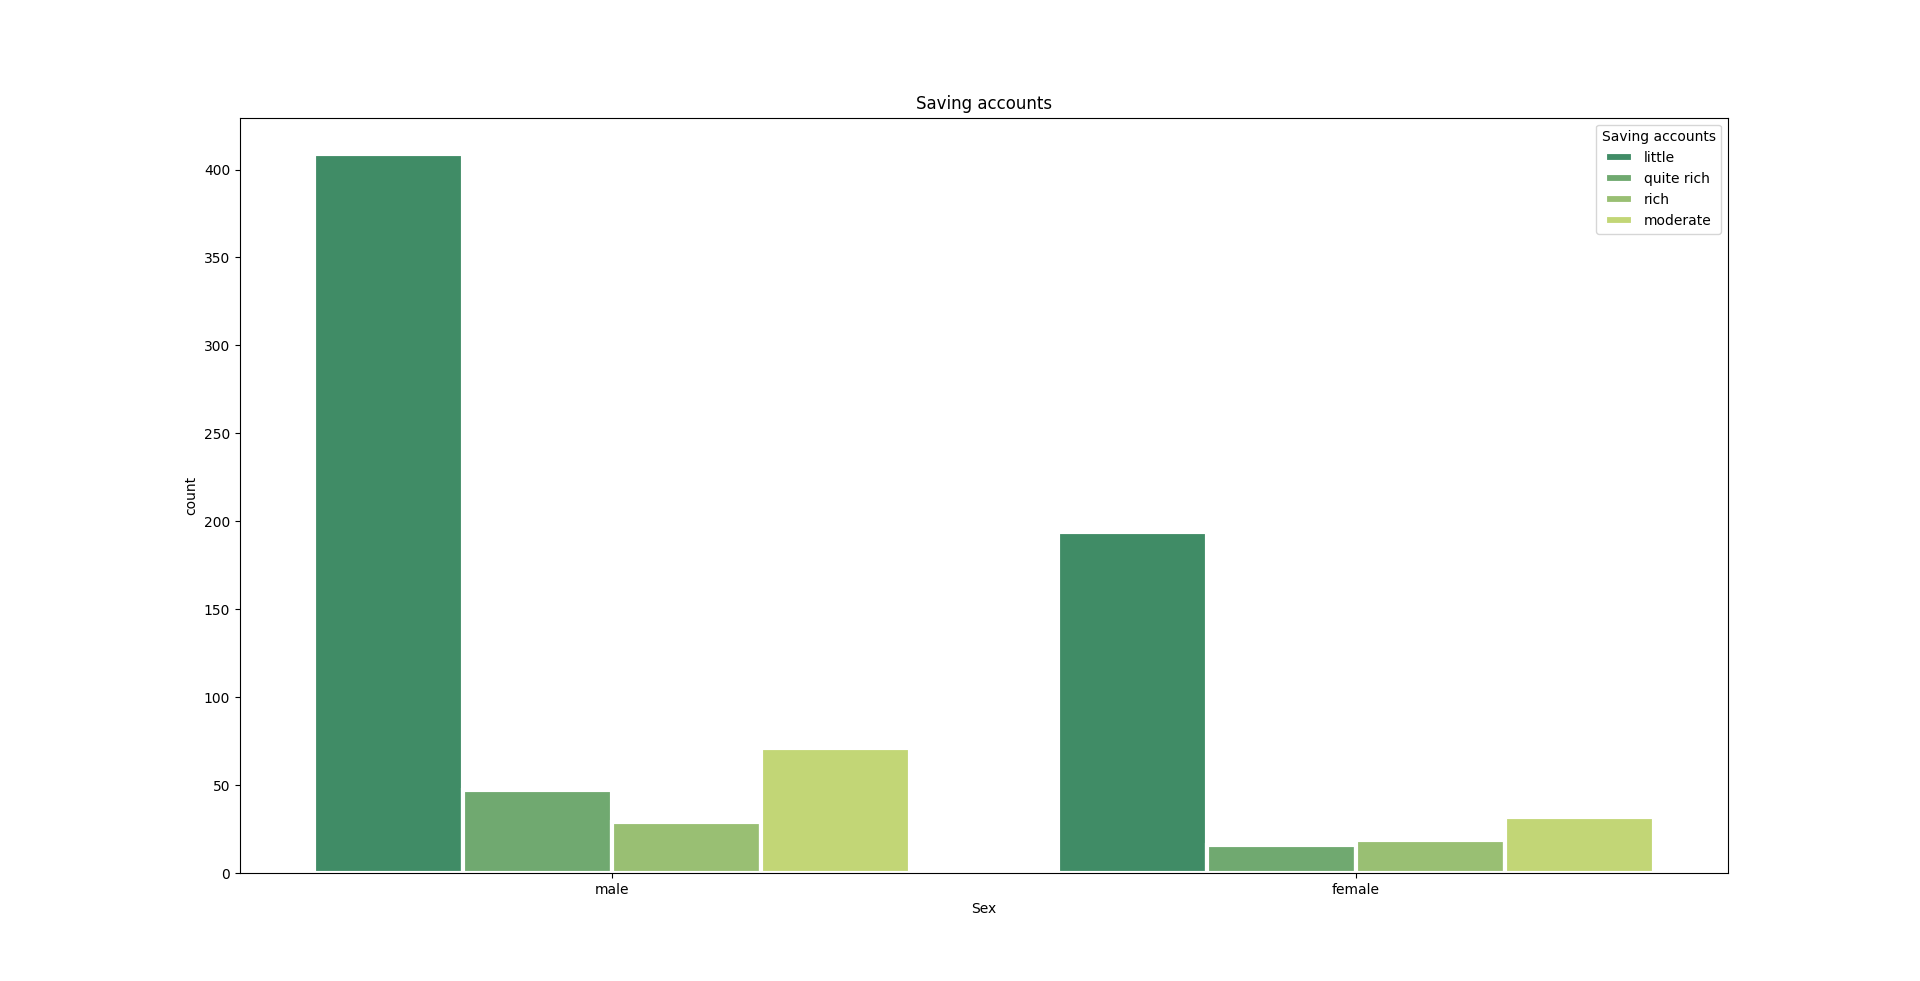 Saving accounts
Saving accounts
little
quite rich
rich
moderate
400
350
300
250
200
150
100
50
0
count
male
female
Sex